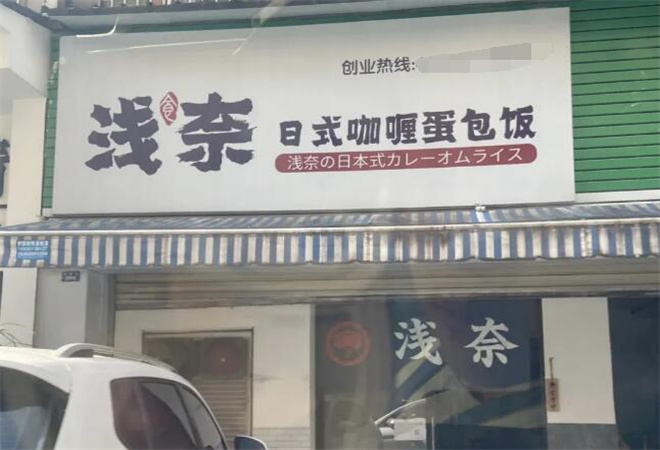 创业热线:
浅奈
食
日式咖喱蛋包饭
浅奈の日本式カレーオムライス
浅奈